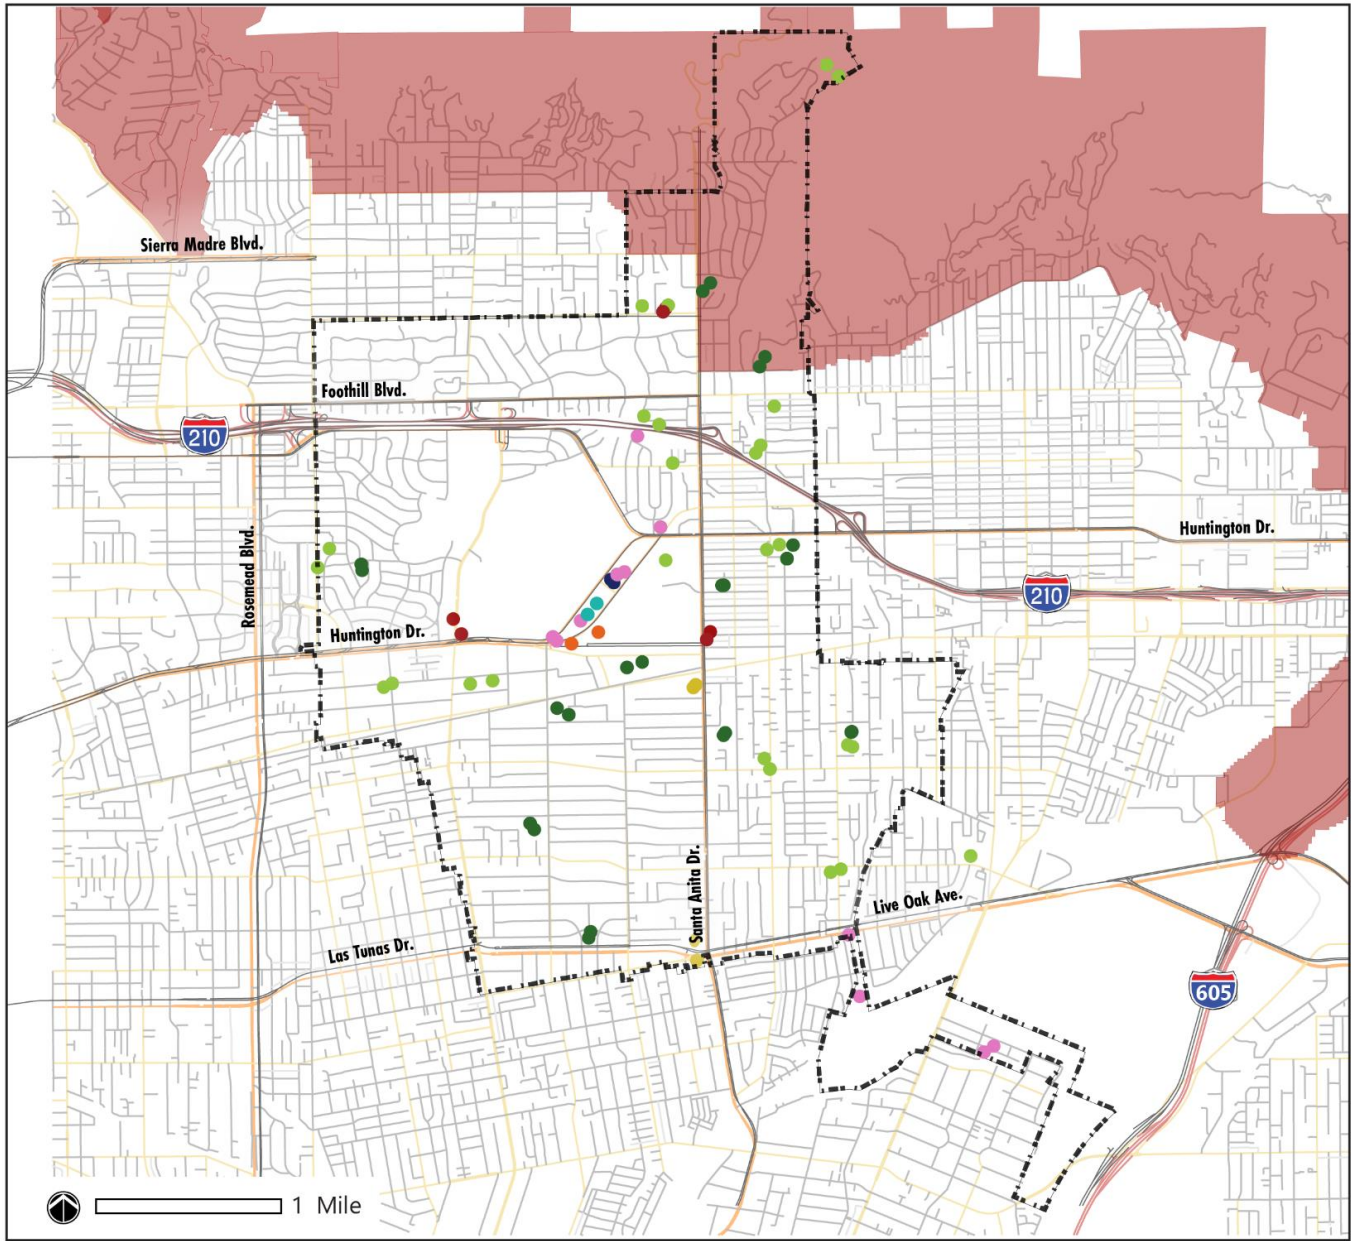 Sierra Madre Blvd.
Foothill Blvd.
210
Rosemead Blvd.
Huntington Dr.
210
Huntington Dr.
Santa Anita Dr.
Live Oak Ave.
Las Tunas Dr.
605
1 Mile